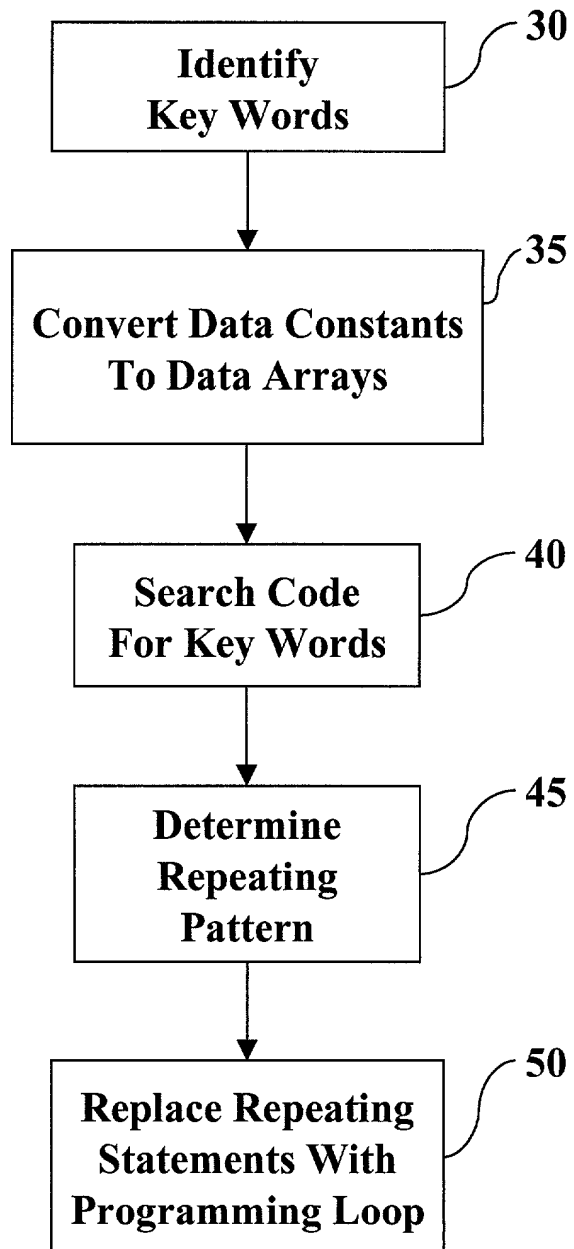 30
Identify
Key Words
35
Convert Data Constants
To Data Arrays
40
Search Code
For Key Words
45
Determine
Repeating
Pattern
50
Replace Repeating
Statements With
Programming Loop